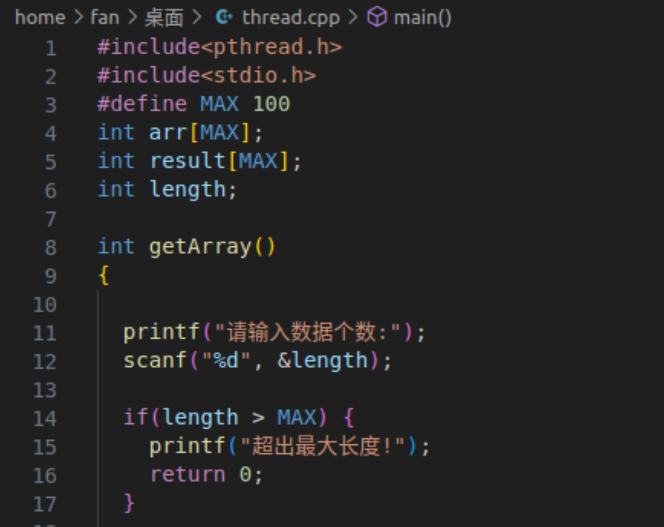 home > fan > 桌面 > thread.cpp > main()
1 #include<pthread.h>
2 #include<stdio.h>
3 #define MAX 100
4 int arr[MAX];
5 int result[MAX];
6 int length;
7
8 int getArray()
9 {
10
11 printf("请输入数据个数:");
12 scanf("%d", &length);
13
14 if(length > MAX) {
15 printf("超出最大长度!");
16 return 0;
17 }